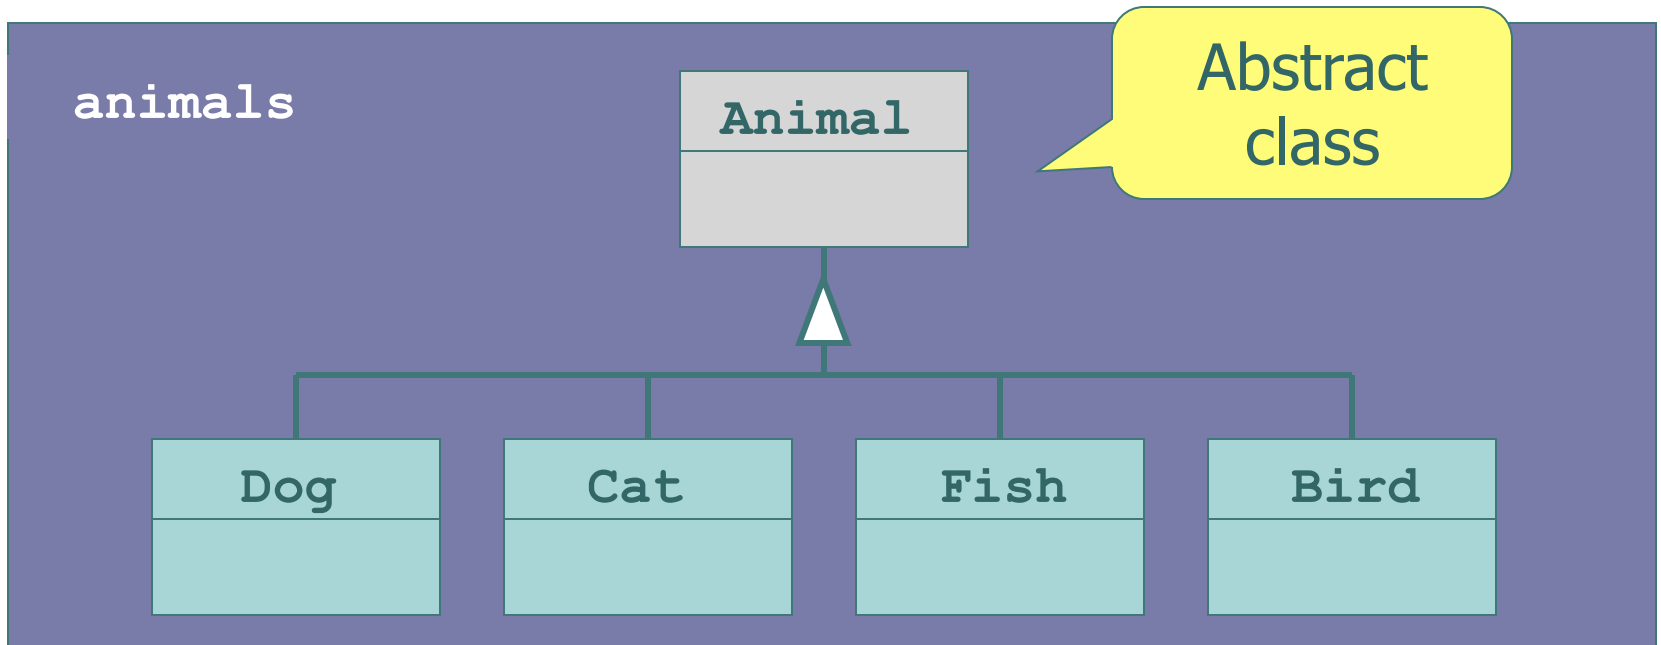 animals
Animal
Abstract
class
Dog
Cat
Fish
Bird